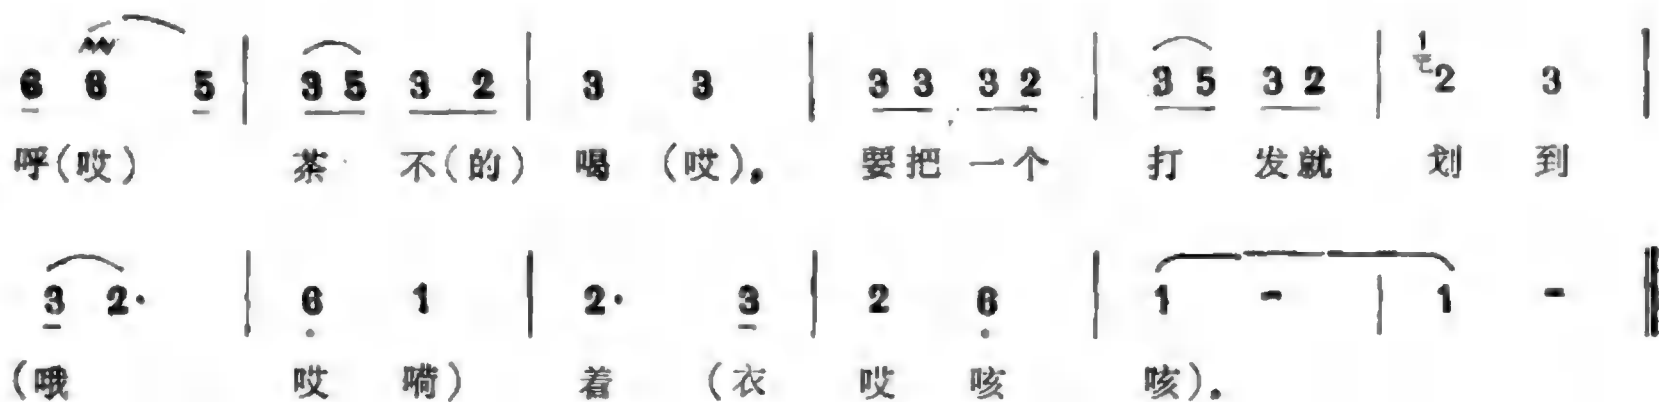 6 6 5 | 3 5 3 2 | 3 3 | 3 3 3 2 | 3 5 3 2 | 1 2 3 |
呼(哎) 茶 不(的) 喝 (哎)。 要把 一个 打 发就 划 到
3 2· | 6 1 | 2· 3 | 2 6 | 1 - | 1 - ‖
(哦 哎 嗬) 着 (衣 哎 咳 咳)。